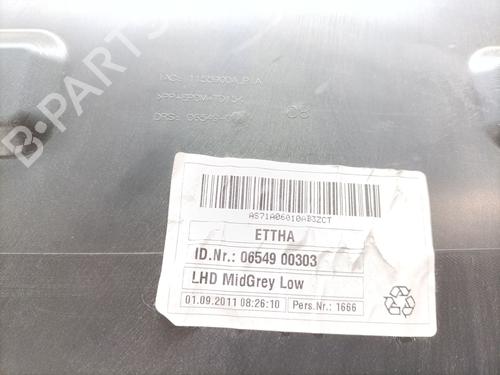 B-PARTS
AS71A06010AB3ZCT
ETTHA
ID.Nr.: 06549 00303
LHD MidGrey Low
01.09.2011 08:26:10 Pers.Nr.: 1666